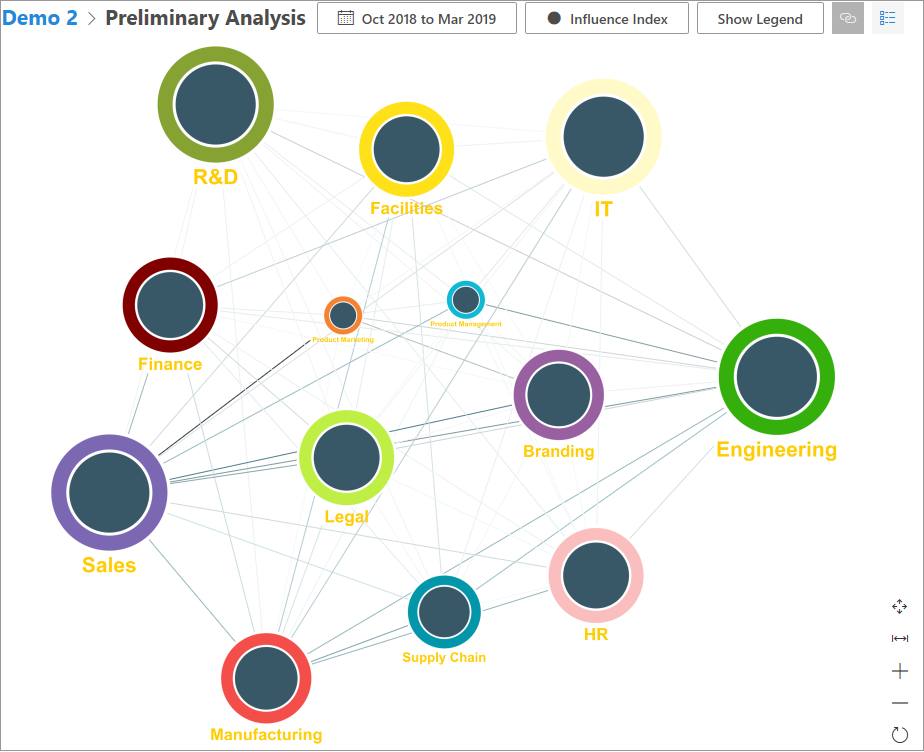 Demo 2 > Preliminary Analysis
Oct 2018 to Mar 2019
Influence Index
Show Legend
R&D
Facilities
IT
Product Management
Product Marketing
Finance
Engineering
Branding
Legal
Sales
HR
Supply Chain
Manufacturing